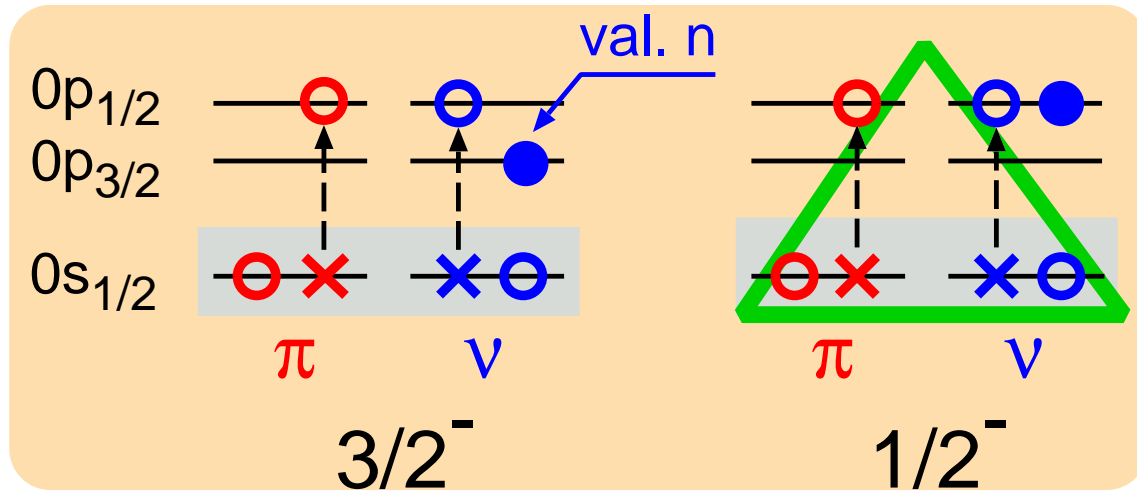 val. n
0p1/2
0p3/2
0s1/2
π ν π ν
3/2⁻ 1/2⁻